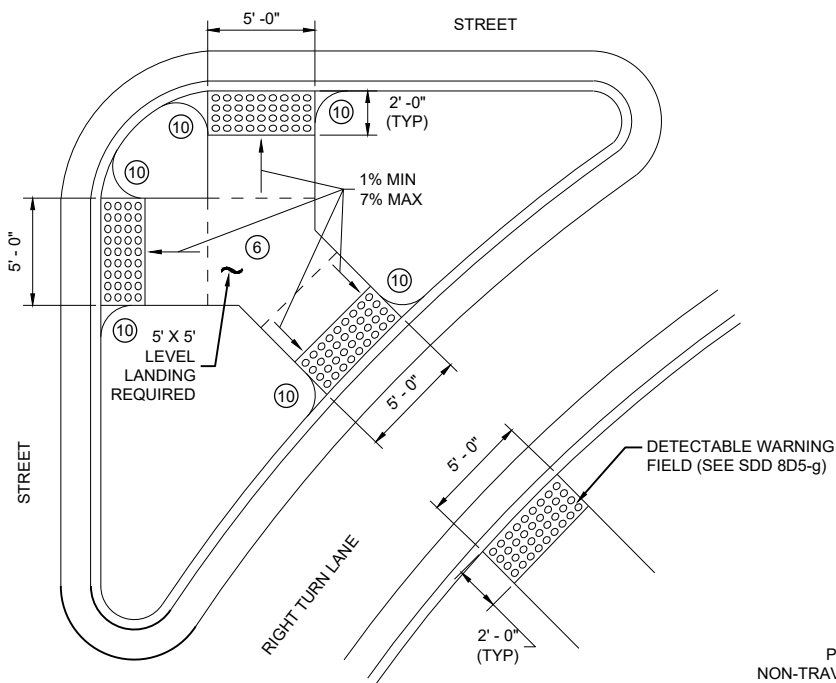 5' -0"
STREET
10
10
2' -0"
(TYP)
10
1% MIN
7% MAX
5' - 0"
6
10
10
5' X 5'
LEVEL
LANDING
REQUIRED
10
5' - 0"
STREET
5' - 0"
DETECTABLE WARNING
FIELD (SEE SDD 8D5-g)
RIGHT TURN LANE
2' - 0"
(TYP)